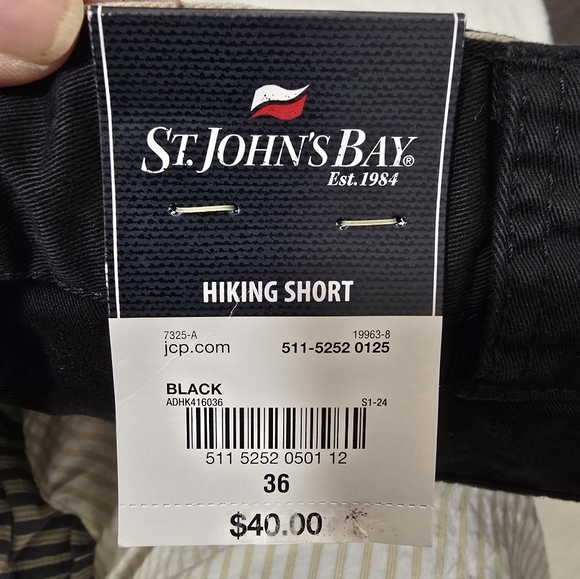 ST. JOHN'S BAY®
Est. 1984
HIKING SHORT
7325-A 19963-8
jcp.com 511-5252 0125
BLACK
ADHK416036 S1-24
511 5252 0501 12
36
$40.00